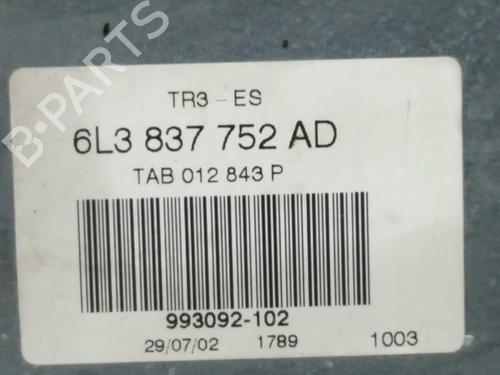 B-PARTS
TR3 - ES
6L3 837 752 AD
TAB 012 843 P
993092-102
29/07/02 1789 1003